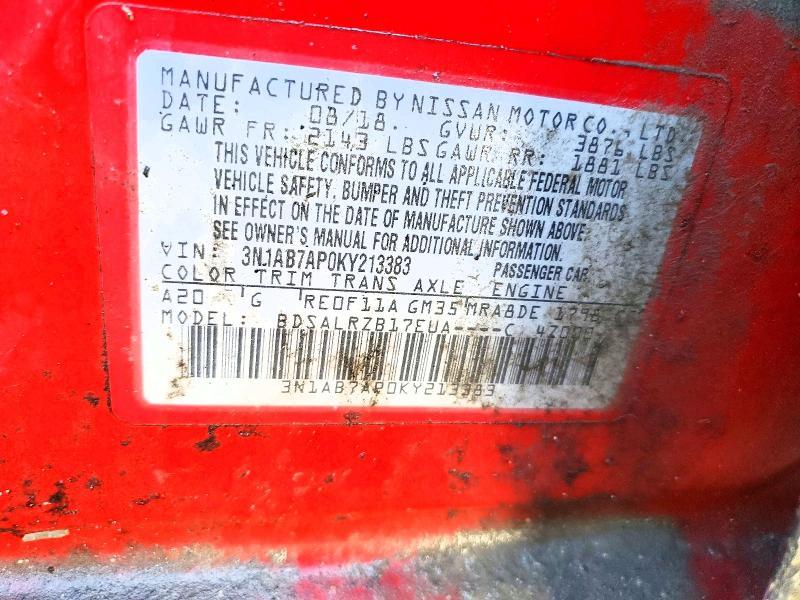 MANUFACTURED BY NISSAN MOTOR CO., LTD
DATE: 08/18 GVWR: 3876 LBS
GAWR FR: 2143 LBS GAWR RR: 1881 LBS
THIS VEHICLE CONFORMS TO ALL APPLICABLE FEDERAL MOTOR
VEHICLE SAFETY, BUMPER AND THEFT PREVENTION STANDARDS
IN EFFECT ON THE DATE OF MANUFACTURE SHOWN ABOVE.
SEE OWNER'S MANUAL FOR ADDITIONAL INFORMATION.
VIN: 3N1AB7AP0KY213383 PASSENGER CAR
COLOR TRIM TRANS AXLE ENGINE
A20 G RE0F11A GM35 MRA8DE 1798
MODEL: BDSALRZB17EUA----C
3N1AB7AP0KY213383